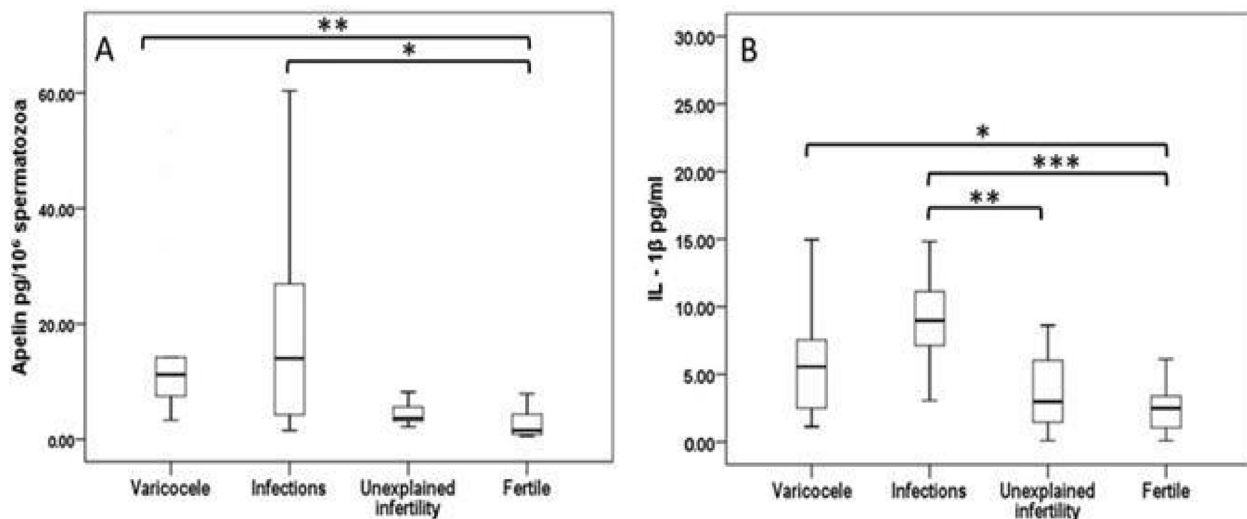 A
**
*
Apelin pg/10⁶ spermatozoa
60.00
40.00
20.00
0.00
Varicocele
Infections
Unexplained
infertility
Fertile
B
*
***
**
IL - 1β pg/ml
30.00
25.00
20.00
15.00
10.00
5.00
0.00
Varicocele
Infections
Unexplained
infertility
Fertile